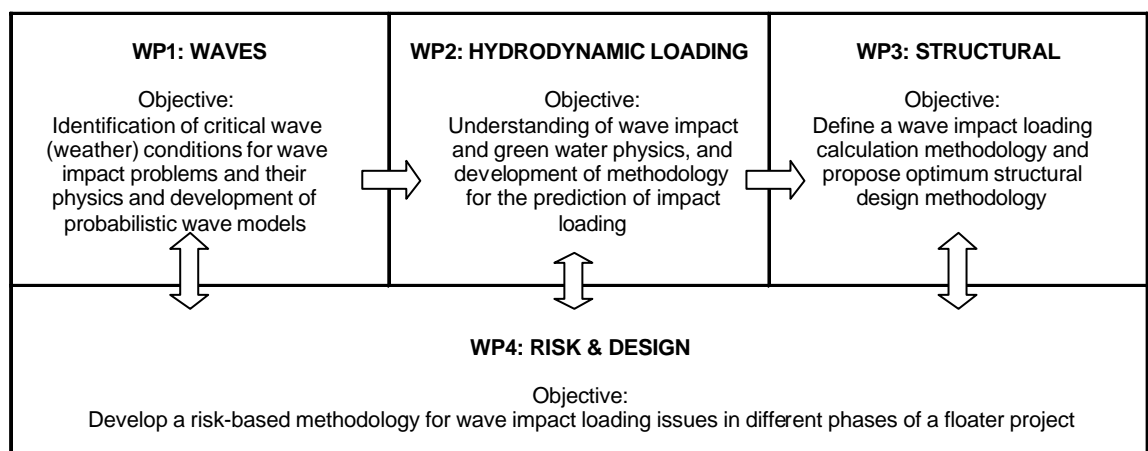 WP1: WAVES
Objective:
Identification of critical wave
(weather) conditions for wave
impact problems and their
physics and development of
probabilistic wave models
WP2: HYDRODYNAMIC LOADING
Objective:
Understanding of wave impact
and green water physics, and
development of methodology
for the prediction of impact
loading
WP3: STRUCTURAL
Objective:
Define a wave impact loading
calculation methodology and
propose optimum structural
design methodology
WP4: RISK & DESIGN
Objective:
Develop a risk-based methodology for wave impact loading issues in different phases of a floater project